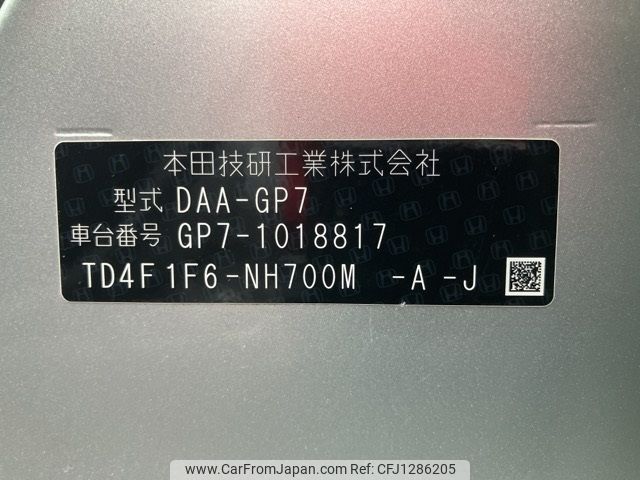 本田技研工業株式会社
型式 DAA-GP7
車台番号 GP7-1018817
TD4F1F6-NH700M -A -J
www.CarFromJapan.com - CFJ1286205